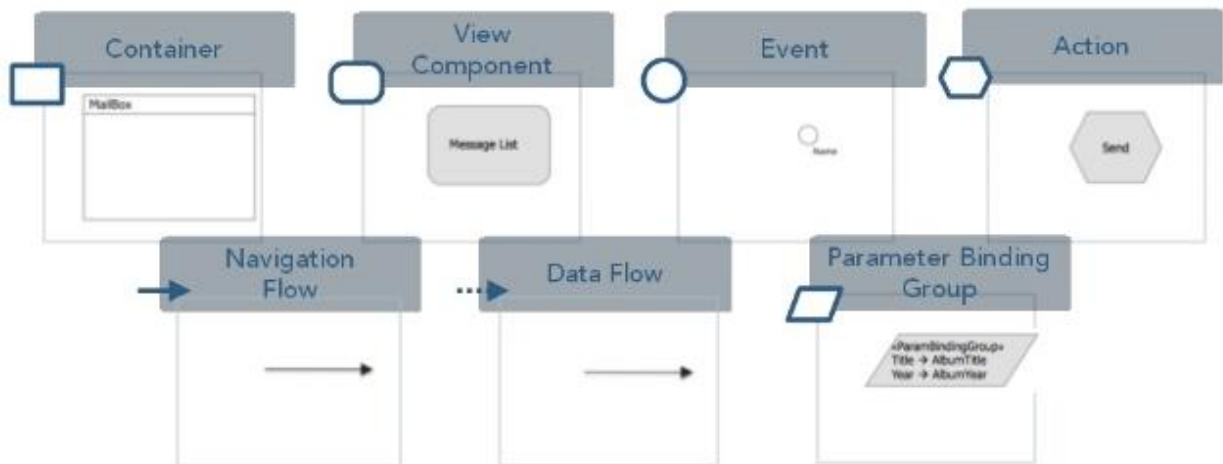 Container
View
Component
Event
Action
MailBox
Message List
Name
Send
Navigation
Flow
Data Flow
Parameter Binding
Group
«ParamBindingGroup»
Title → AlbumTitle
Year → AlbumYear